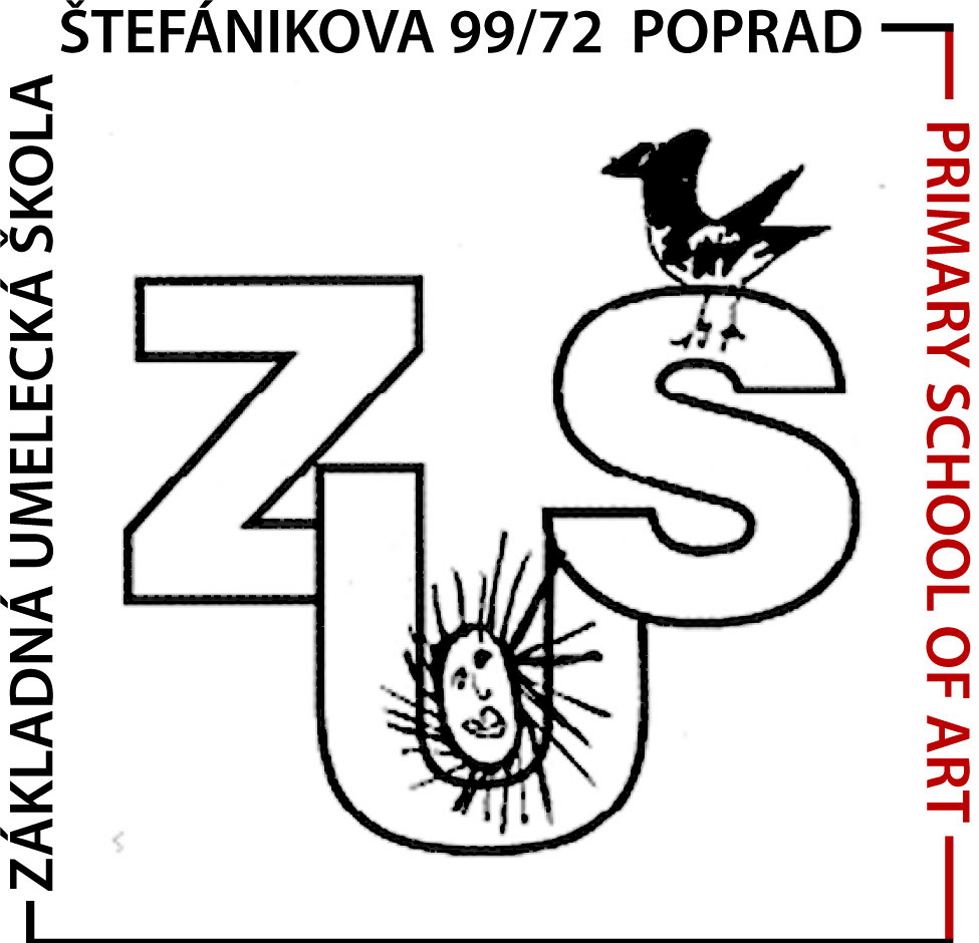 ŠTEFÁNIKOVA 99/72 POPRAD
ZÁKLADNÁ UMELECKÁ ŠKOLA
PRIMARY SCHOOL OF ART
ZUŠ